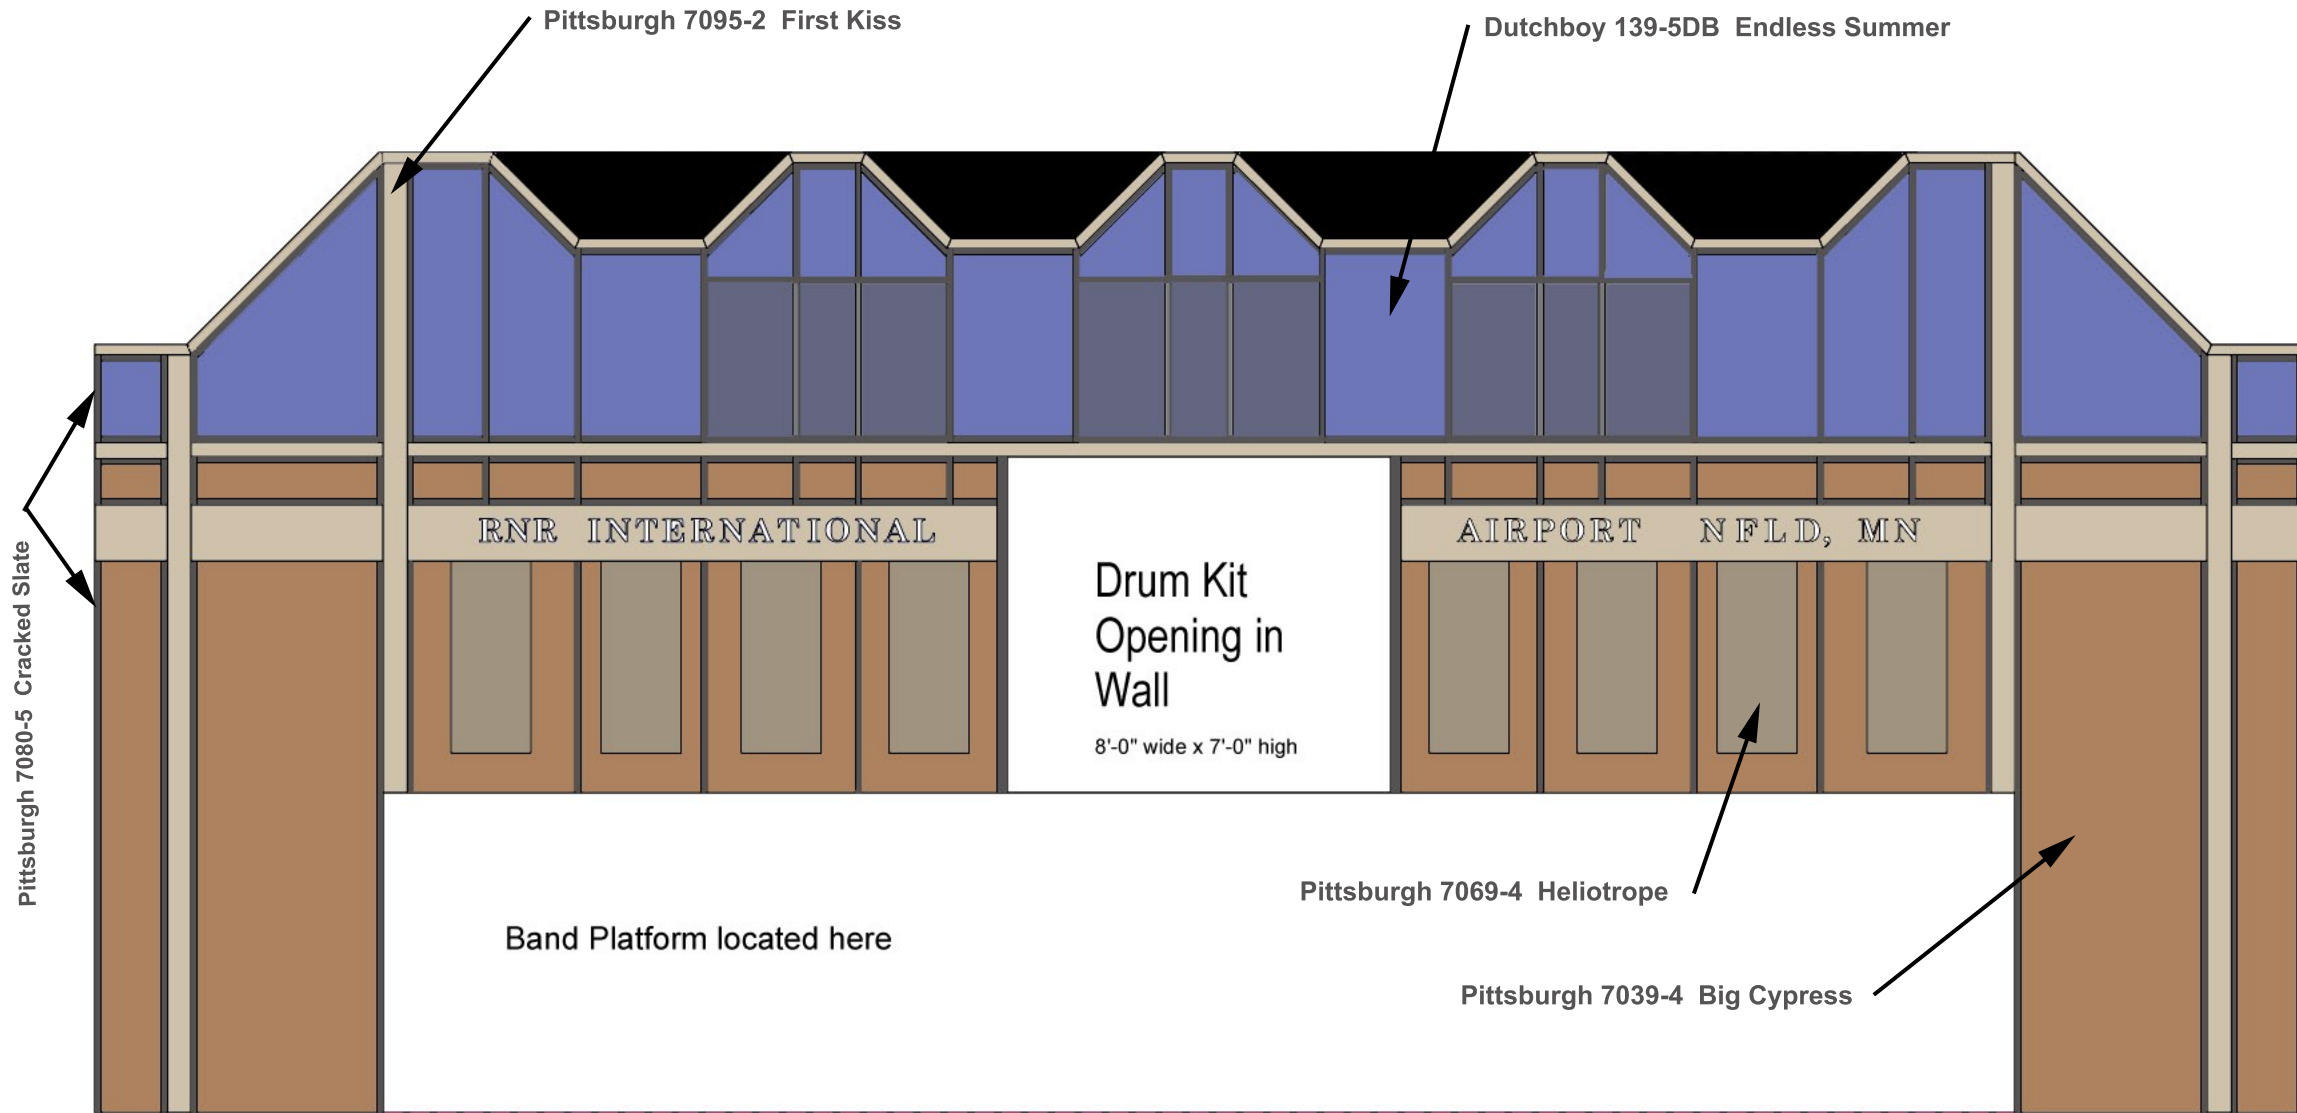 Pittsburgh 7095-2  First Kiss
Dutchboy 139-5DB  Endless Summer
Pittsburgh 7080-5  Cracked Slate
RNR  INTERNATIONAL
AIRPORT  NFLD, MN
Drum Kit
Opening in
Wall
8'-0" wide x 7'-0" high
Pittsburgh 7069-4  Heliotrope
Band Platform located here
Pittsburgh 7039-4  Big Cypress